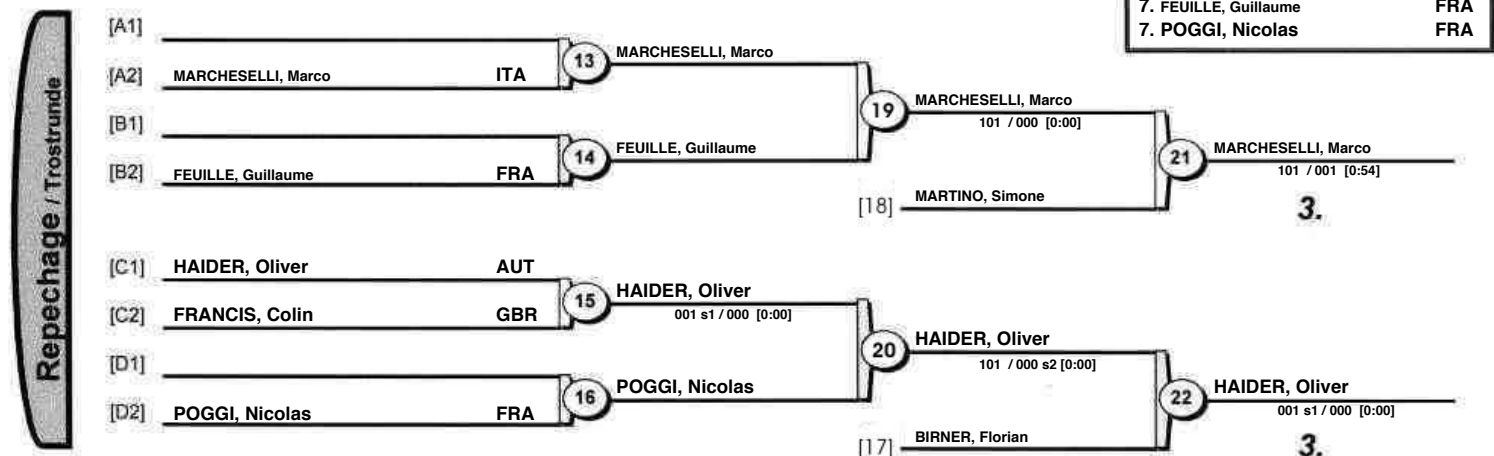 7. FEUILLE, Guillaume FRA
7. POGGI, Nicolas FRA
Repechage / Trostrunde
[A1]
[A2] MARCHESELLI, Marco ITA
13 MARCHESELLI, Marco
[B1]
[B2] FEUILLE, Guillaume FRA
14 FEUILLE, Guillaume
19 MARCHESELLI, Marco
101 / 000 [0:00]
[18] MARTINO, Simone
21 MARCHESELLI, Marco
101 / 001 [0:54]
3.
[C1] HAIDER, Oliver AUT
[C2] FRANCIS, Colin GBR
15 HAIDER, Oliver
001 s1 / 000 [0:00]
[D1]
[D2] POGGI, Nicolas FRA
16 POGGI, Nicolas
20 HAIDER, Oliver
101 / 000 s2 [0:00]
[17] BIRNER, Florian
22 HAIDER, Oliver
001 s1 / 000 [0:00]
3.